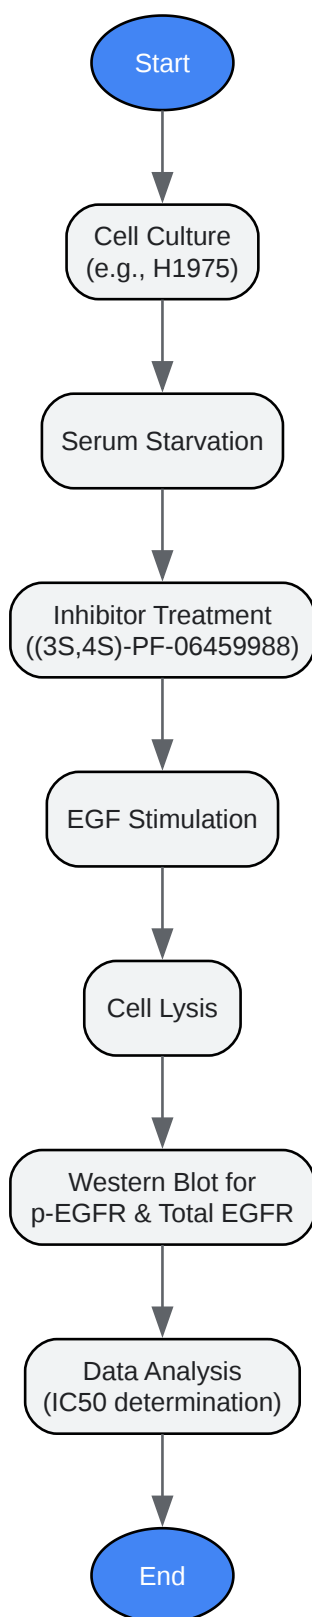 Start
Cell Culture
(e.g., H1975)
Serum Starvation
Inhibitor Treatment
((3S,4S)-PF-06459988)
EGF Stimulation
Cell Lysis
Western Blot for
p-EGFR & Total EGFR
Data Analysis
(IC50 determination)
End